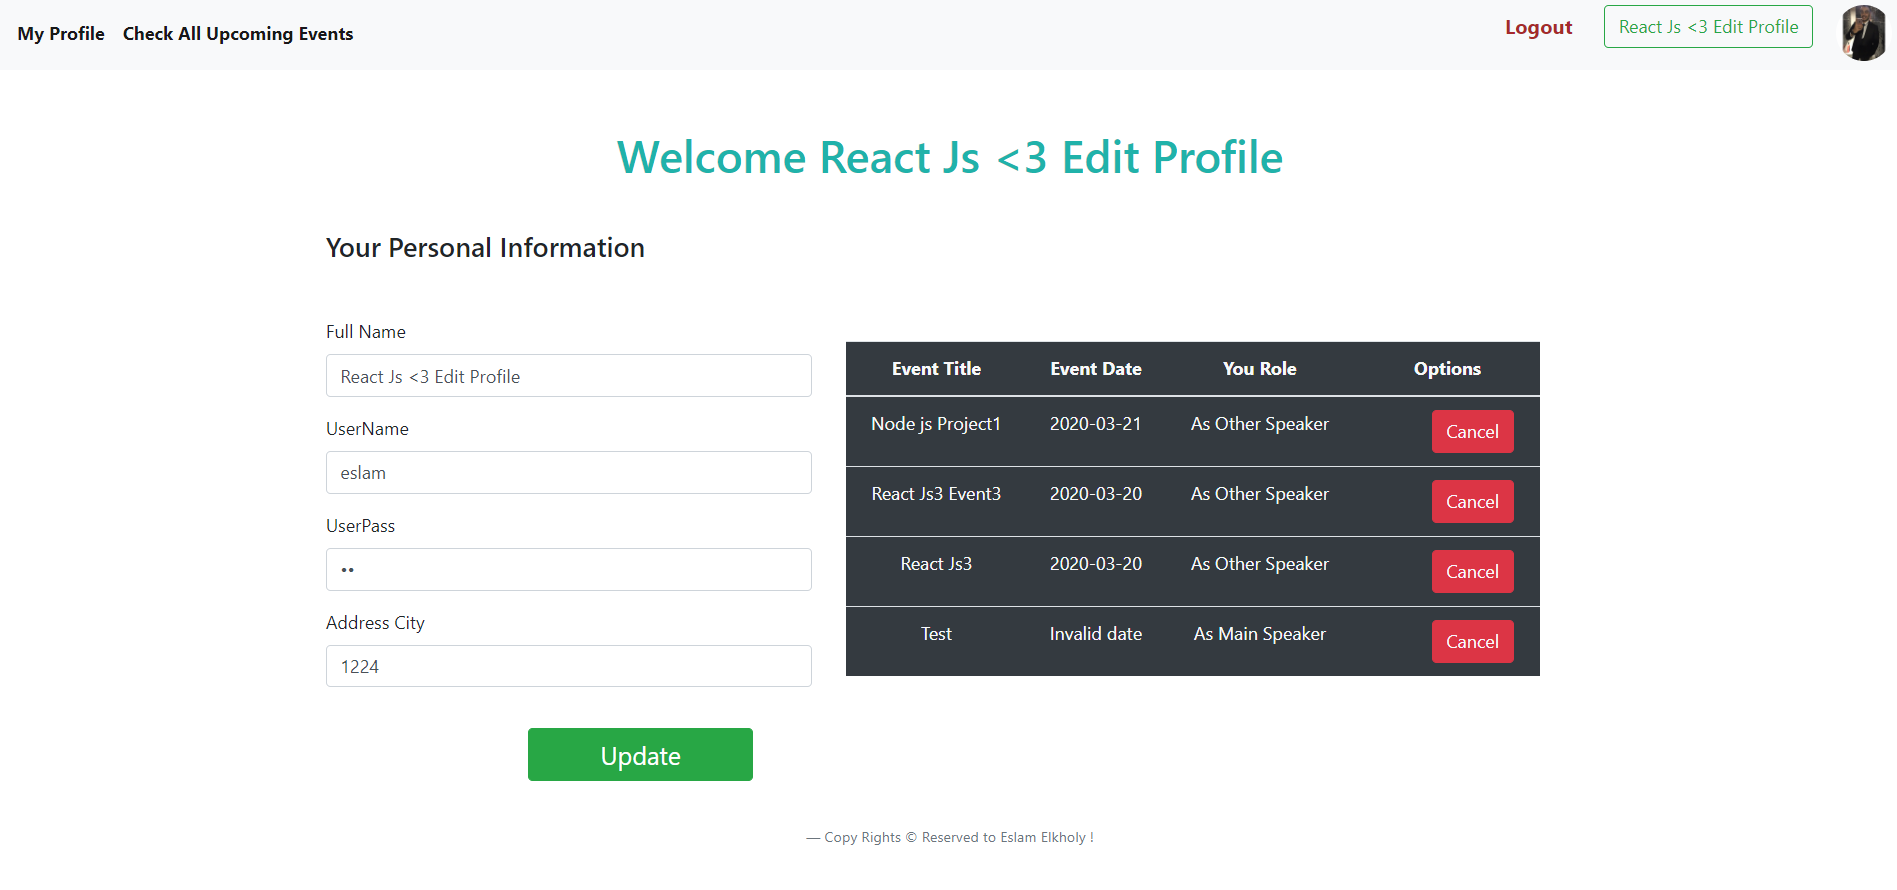 My Profile Check All Upcoming Events Logout React Js <3 Edit Profile
Welcome React Js <3 Edit Profile
Your Personal Information
Full Name
React Js <3 Edit Profile
UserName
eslam
UserPass
••
Address City
1224
Update
Event Title Event Date You Role Options
Node js Project1 2020-03-21 As Other Speaker Cancel
React Js3 Event3 2020-03-20 As Other Speaker Cancel
React Js3 2020-03-20 As Other Speaker Cancel
Test Invalid date As Main Speaker Cancel
— Copy Rights © Reserved to Eslam Elkholy !